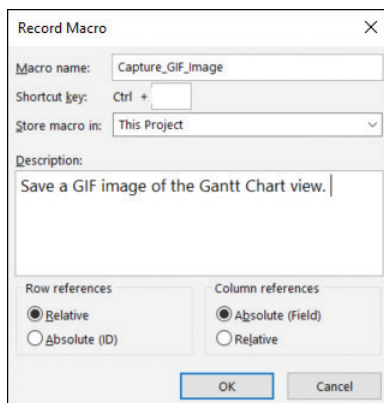 Record Macro
Macro name: Capture_GIF_Image
Shortcut key: Ctrl +
Store macro in: This Project
Description:
Save a GIF image of the Gantt Chart view.
Row references Column references
Relative Absolute (Field)
Absolute (ID) Relative
OK Cancel